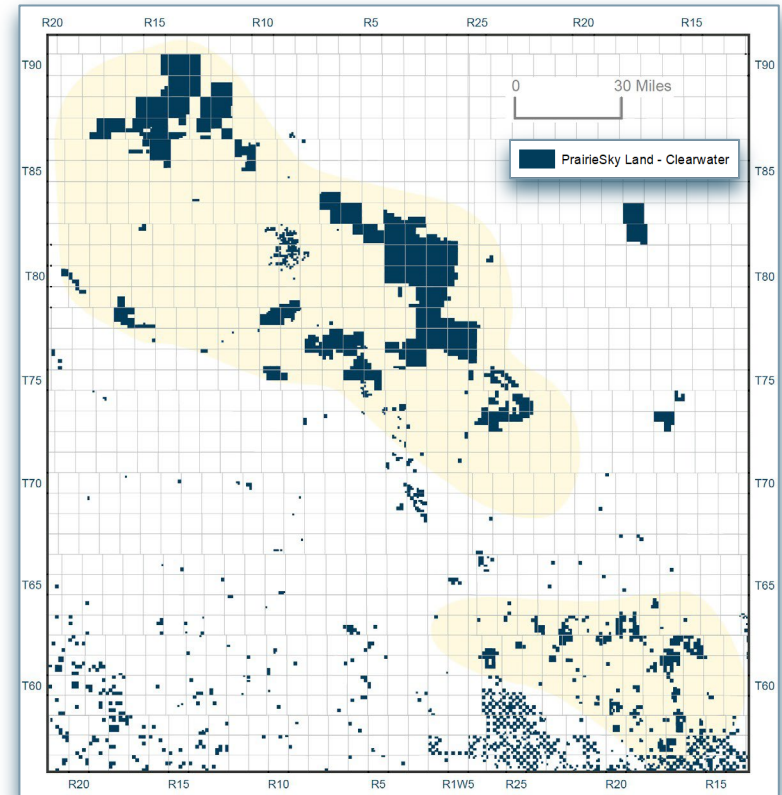 R20 R15 R10 R5 R25 R20 R15
T90 T90
0 30 Miles
PrairieSky Land - Clearwater
T85 T85
T80 T80
T75 T75
T70 T70
T65 T65
T60 T60
R20 R15 R10 R5 R1W5 R25 R20 R15